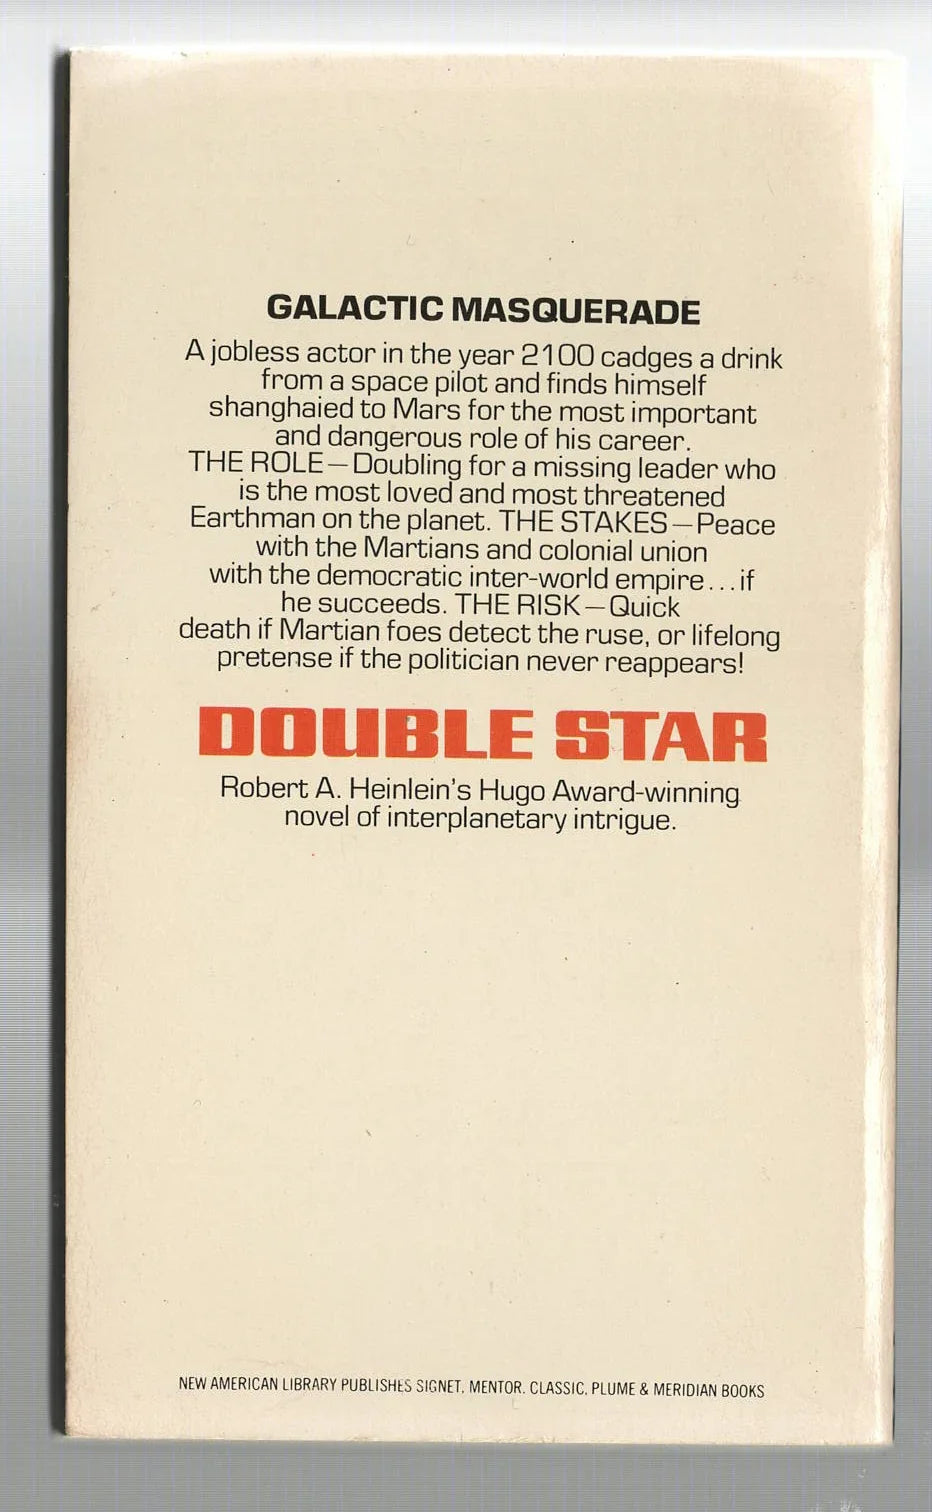 GALACTIC MASQUERADE
A jobless actor in the year 2100 cadges a drink
from a space pilot and finds himself
shanghaied to Mars for the most important
and dangerous role of his career.
THE ROLE—Doubling for a missing leader who
is the most loved and most threatened
Earthman on the planet. THE STAKES—Peace
with the Martians and colonial union
with the democratic inter-world empire...if
he succeeds. THE RISK—Quick
death if Martian foes detect the ruse, or lifelong
pretense if the politician never reappears!
DOUBLE STAR
Robert A. Heinlein's Hugo Award-winning
novel of interplanetary intrigue.
NEW AMERICAN LIBRARY PUBLISHES SIGNET, MENTOR, CLASSIC, PLUME & MERIDIAN BOOKS